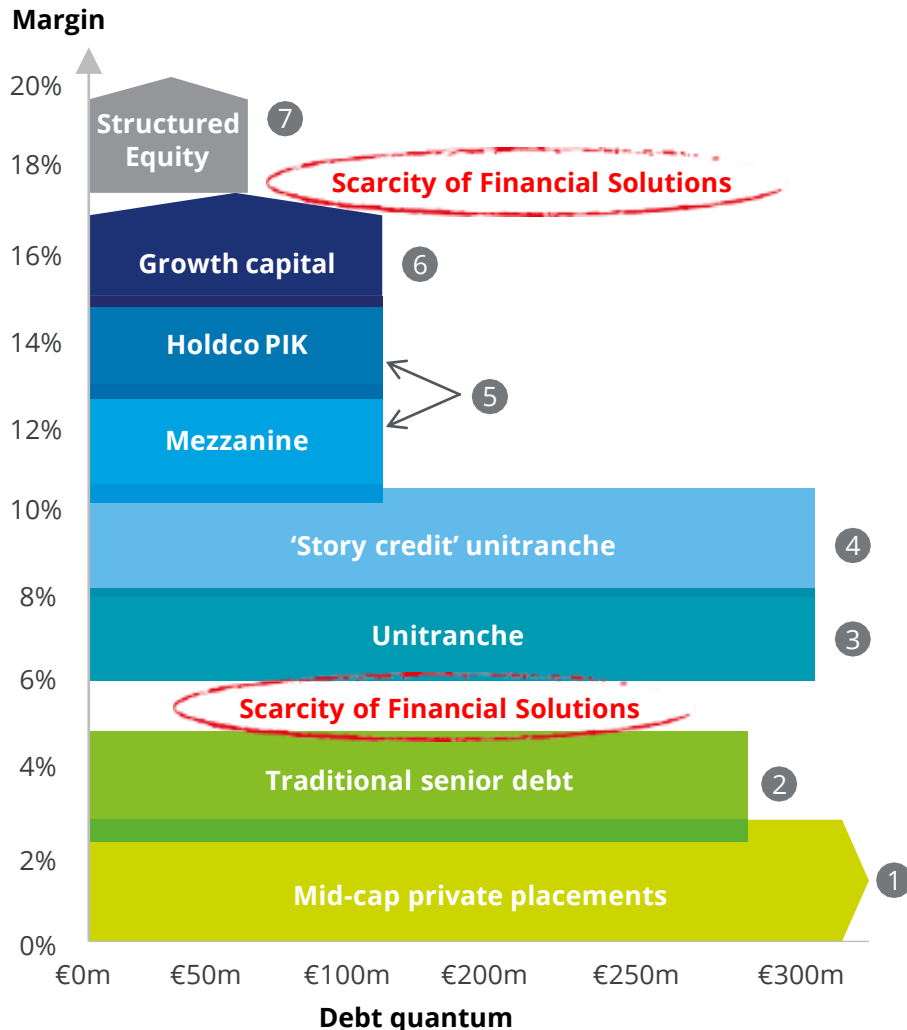 Margin
20%
Structured
Equity
7
18%
Scarcity of Financial Solutions
16%
Growth capital
6
14%
Holdco PIK
5
12%
Mezzanine
10%
‘Story credit’ unitranche
4
8%
Unitranche
3
6%
Scarcity of Financial Solutions
4%
Traditional senior debt
2
2%
Mid-cap private placements
1
0%
€0m €50m €100m €200m €250m €300m
Debt quantum